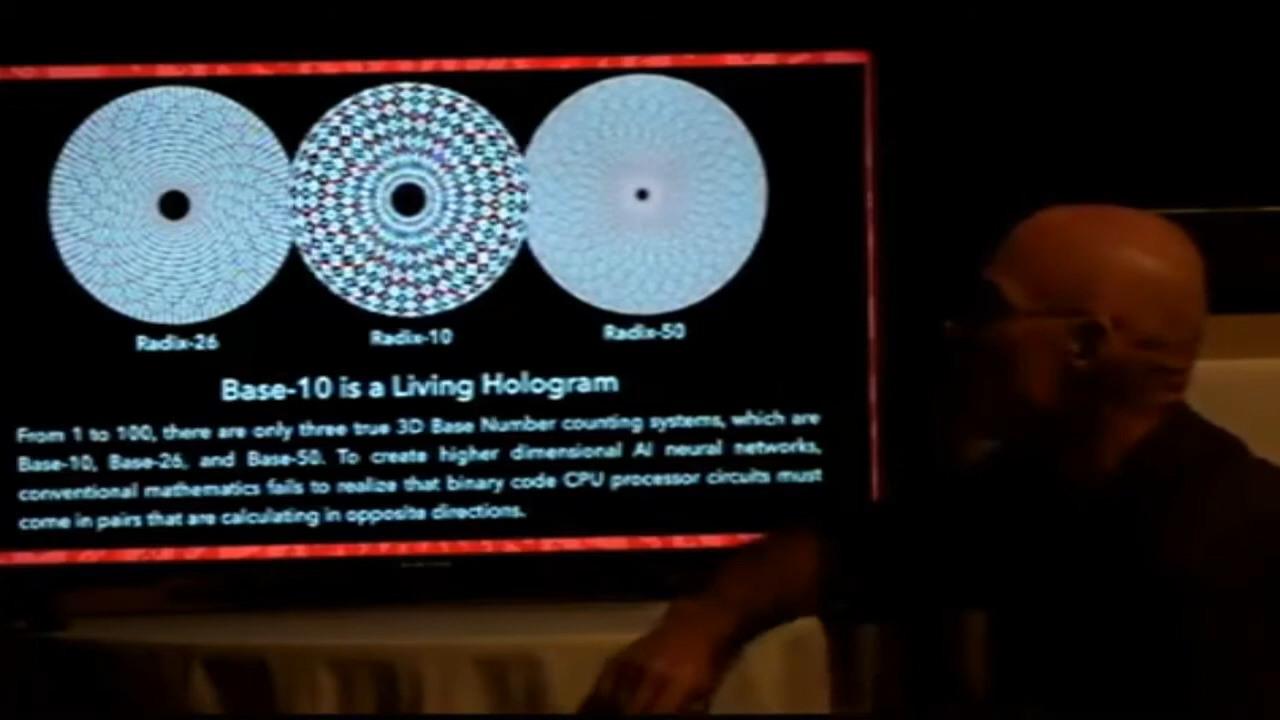 Radix-26 Radix-10 Radix-50
Base-10 is a Living Hologram
From 1 to 100, there are only three true 3D Base Number counting systems, which are
Base-10, Base-26, and Base-50. To create higher dimensional AI neural networks,
conventional mathematics fails to realize that binary code CPU processor circuits must
come in pairs that are calculating in opposite directions.